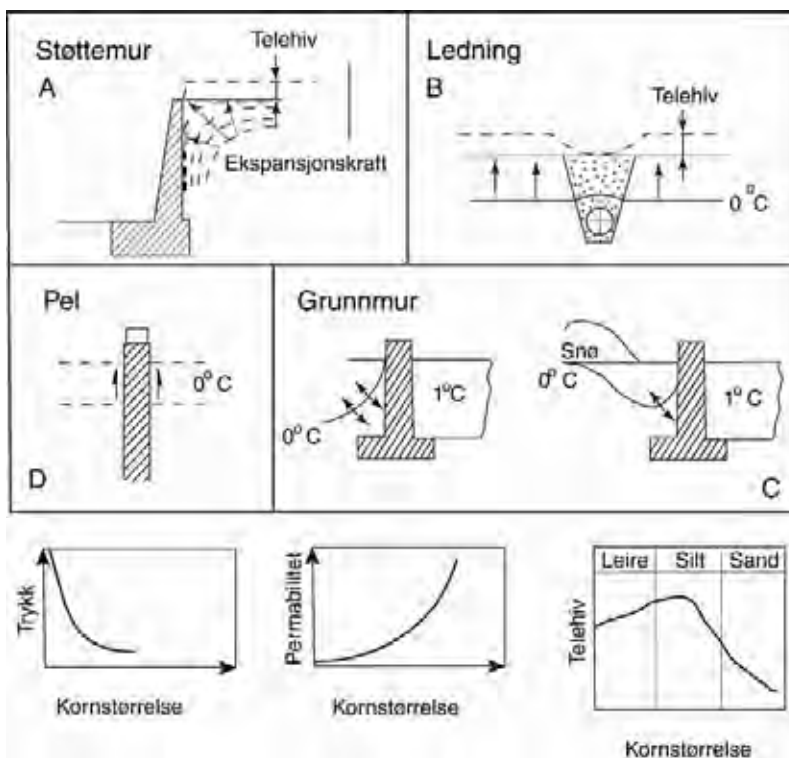 Støttemur
A
Telehiv
Ekspansjonskraft
Ledning
B
Telehiv
0 °C
Pel
0° C
D
Grunnmur
0° C
1°C
Snø
0° C
1° C
C
Trykk
Kornstørrelse
Permabilitet
Kornstørrelse
Leire Silt Sand
Telehiv
Kornstørrelse